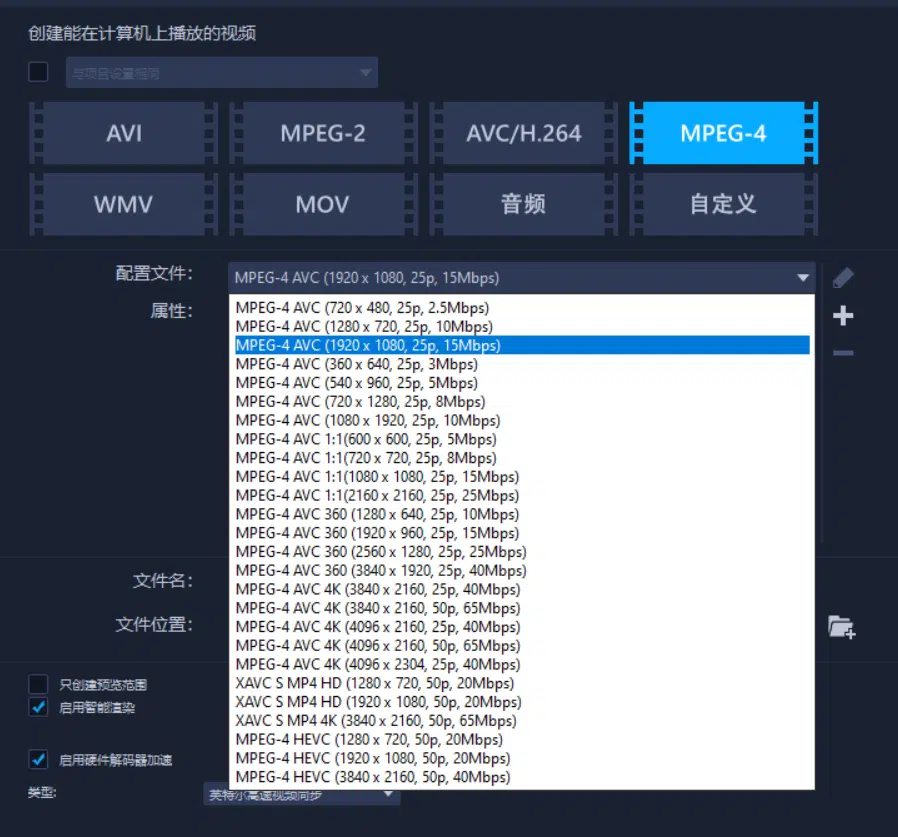 创建能在计算机上播放的视频
与项目设置相同
AVI
MPEG-2
AVC/H.264
MPEG-4
WMV
MOV
音频
自定义
配置文件:
MPEG-4 AVC (1920 x 1080, 25p, 15Mbps)
属性:
MPEG-4 AVC (720 x 480, 25p, 2.5Mbps)
MPEG-4 AVC (1280 x 720, 25p, 10Mbps)
MPEG-4 AVC (1920 x 1080, 25p, 15Mbps)
MPEG-4 AVC (360 x 640, 25p, 3Mbps)
MPEG-4 AVC (540 x 960, 25p, 5Mbps)
MPEG-4 AVC (720 x 1280, 25p, 8Mbps)
MPEG-4 AVC (1080 x 1920, 25p, 10Mbps)
MPEG-4 AVC 1:1(600 x 600, 25p, 5Mbps)
MPEG-4 AVC 1:1(720 x 720, 25p, 8Mbps)
MPEG-4 AVC 1:1(1080 x 1080, 25p, 15Mbps)
MPEG-4 AVC 1:1(2160 x 2160, 25p, 25Mbps)
MPEG-4 AVC 360 (1280 x 640, 25p, 10Mbps)
MPEG-4 AVC 360 (1920 x 960, 25p, 15Mbps)
MPEG-4 AVC 360 (2560 x 1280, 25p, 25Mbps)
MPEG-4 AVC 360 (3840 x 1920, 25p, 40Mbps)
MPEG-4 AVC 4K (3840 x 2160, 25p, 40Mbps)
MPEG-4 AVC 4K (3840 x 2160, 50p, 65Mbps)
MPEG-4 AVC 4K (4096 x 2160, 25p, 40Mbps)
MPEG-4 AVC 4K (4096 x 2160, 50p, 65Mbps)
MPEG-4 AVC 4K (4096 x 2304, 25p, 40Mbps)
XAVC S MP4 HD (1280 x 720, 50p, 20Mbps)
XAVC S MP4 HD (1920 x 1080, 50p, 20Mbps)
XAVC S MP4 4K (3840 x 2160, 50p, 65Mbps)
MPEG-4 HEVC (1280 x 720, 50p, 20Mbps)
MPEG-4 HEVC (1920 x 1080, 50p, 20Mbps)
MPEG-4 HEVC (3840 x 2160, 50p, 40Mbps)
文件名:
文件位置:
只创建预览范围
启用智能渲染
启用硬件解码器加速
类型:
英特尔高速视频同步